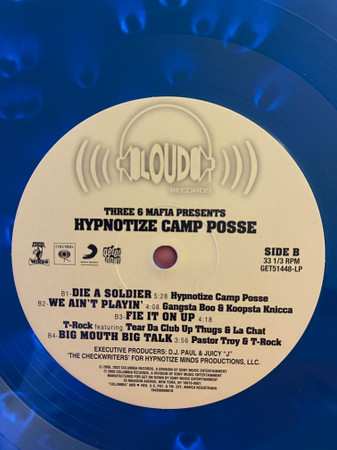 LOUD
RECORDS
THREE 6 MAFIA PRESENTS
HYPNOTIZE CAMP POSSE
SIDE B
33 1/3 RPM
GET51448-LP
B1- DIE A SOLDIER 5:28 Hypnotize Camp Posse
B2- WE AIN'T PLAYIN' 4:08 Gangsta Boo & Koopsta Knicca
B3- FIE IT ON UP 4:18
T-Rock featuring Tear Da Club Up Thugs & La Chat
B4- BIG MOUTH BIG TALK 3:56 Pastor Troy & T-Rock
EXECUTIVE PRODUCERS: D.J. PAUL & JUICY "J"
"THE CHECKWRITERS" FOR HYPNOTIZE MINDS PRODUCTIONS, LLC.